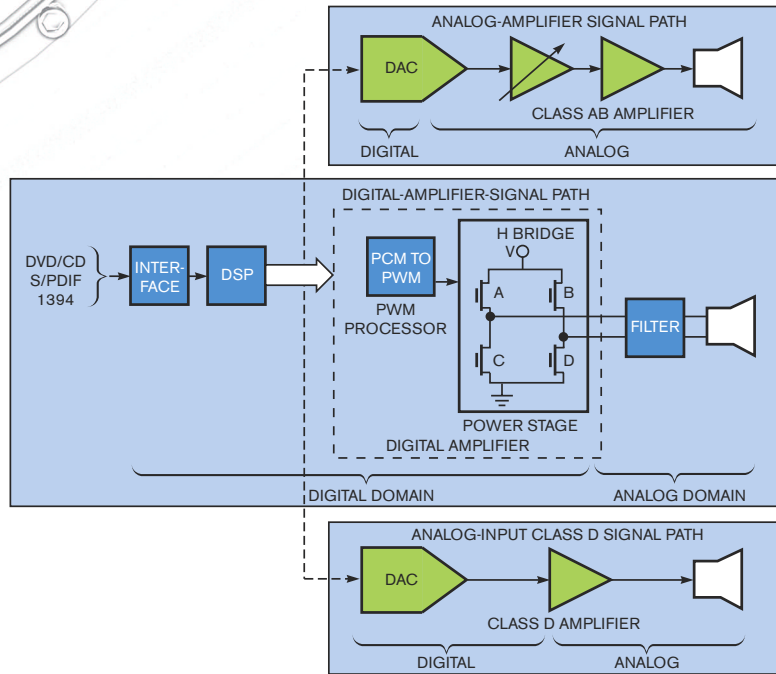 ANALOG-AMPLIFIER SIGNAL PATH
DAC
CLASS AB AMPLIFIER
DIGITAL
ANALOG
DIGITAL-AMPLIFIER-SIGNAL PATH
DVD/CD
S/PDIF
1394
INTER-
FACE
DSP
PCM TO
PWM
PWM
PROCESSOR
H BRIDGE
V
A
B
C
D
POWER STAGE
DIGITAL AMPLIFIER
FILTER
DIGITAL DOMAIN
ANALOG DOMAIN
ANALOG-INPUT CLASS D SIGNAL PATH
DAC
CLASS D AMPLIFIER
DIGITAL
ANALOG